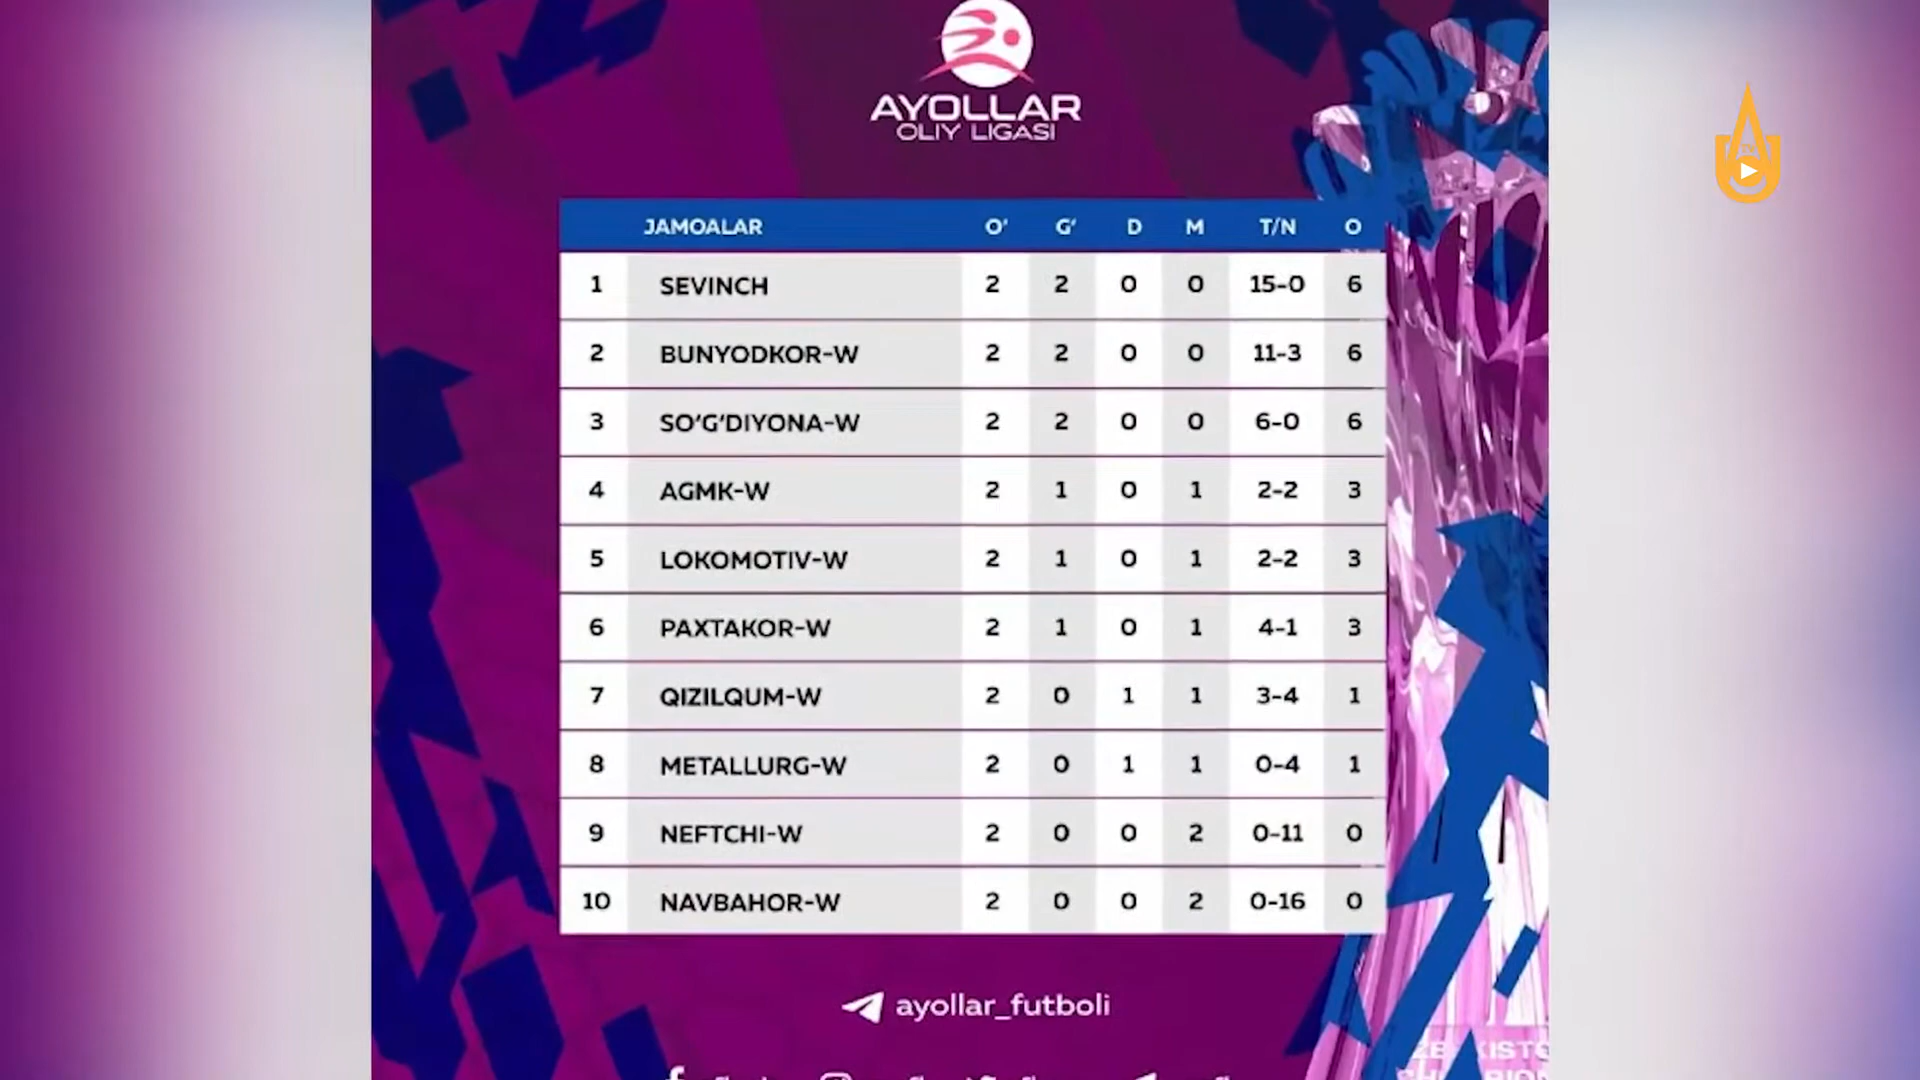 AYOLLAR
OLIY LIGASI
JAMOALAR O' G' D M T/N O
1 SEVINCH 2 2 0 0 15-0 6
2 BUNYODKOR-W 2 2 0 0 11-3 6
3 SO'G'DIYONA-W 2 2 0 0 6-0 6
4 AGMK-W 2 1 0 1 2-2 3
5 LOKOMOTIV-W 2 1 0 1 2-2 3
6 PAXTAKOR-W 2 1 0 1 4-1 3
7 QIZILQUM-W 2 0 1 1 3-4 1
8 METALLURG-W 2 0 1 1 0-4 1
9 NEFTCHI-W 2 0 0 2 0-11 0
10 NAVBAHOR-W 2 0 0 2 0-16 0
ayollar_futboli